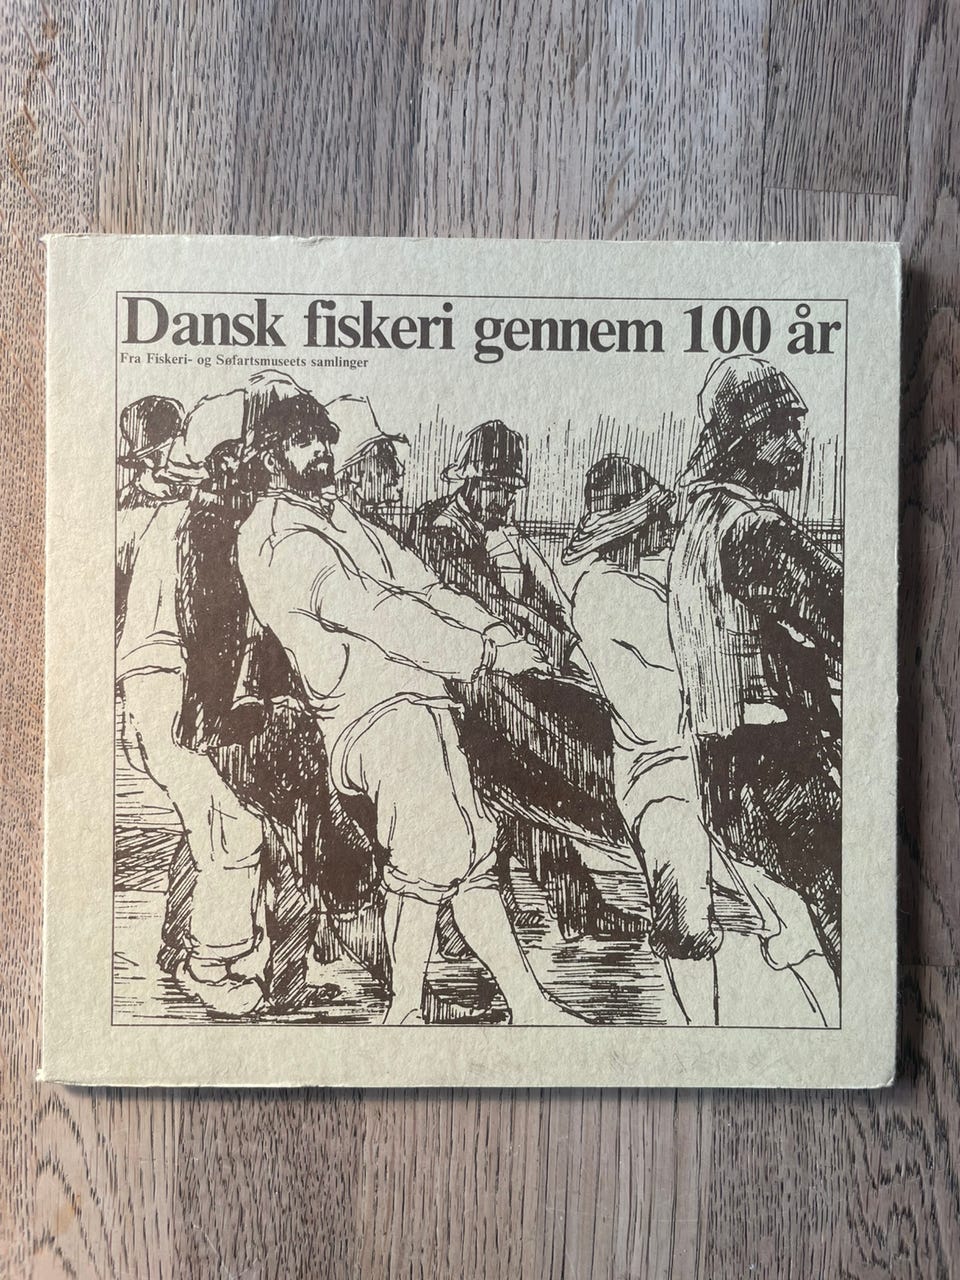 Dansk fiskeri gennem 100 år
Fra Fiskeri- og Søfartsmuseets samlinger